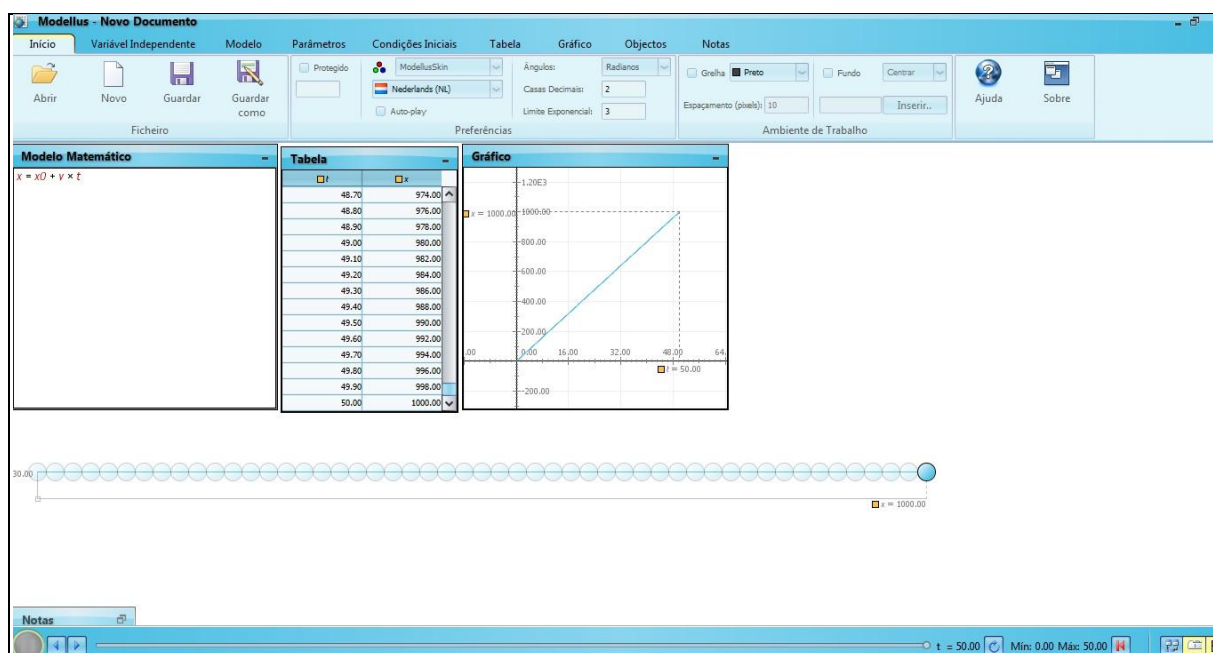 Modellus - Novo Documento
Início Variável Independente Modelo Parâmetros Condições Iniciais Tabela Gráfico Objectos Notas
Protegido ModellusSkin Ângulos: Radianos Grelha Preto Fundo Centrar
Nederlands (NL) Casas Decimais: 2
Abrir Novo Guardar Guardar como Auto-play Limite Exponencial: 3 Espaçamento (pixels): 10 Inserir.. Ajuda Sobre
Ficheiro Preferências Ambiente de Trabalho
Modelo Matemático
x = x0 + v × t
Tabela
t x
48.70 974.00
48.80 976.00
48.90 978.00
49.00 980.00
49.10 982.00
49.20 984.00
49.30 986.00
49.40 988.00
49.50 990.00
49.60 992.00
49.70 994.00
49.80 996.00
49.90 998.00
50.00 1000.00
Gráfico
1.20E3
x = 1000.00 1000.00
800.00
600.00
400.00
200.00
.00 0.00 16.00 32.00 48.00 64.
t = 50.00
-200.00
30.00
x = 1000.00
Notas
t = 50.00 Mín: 0.00 Máx: 50.00